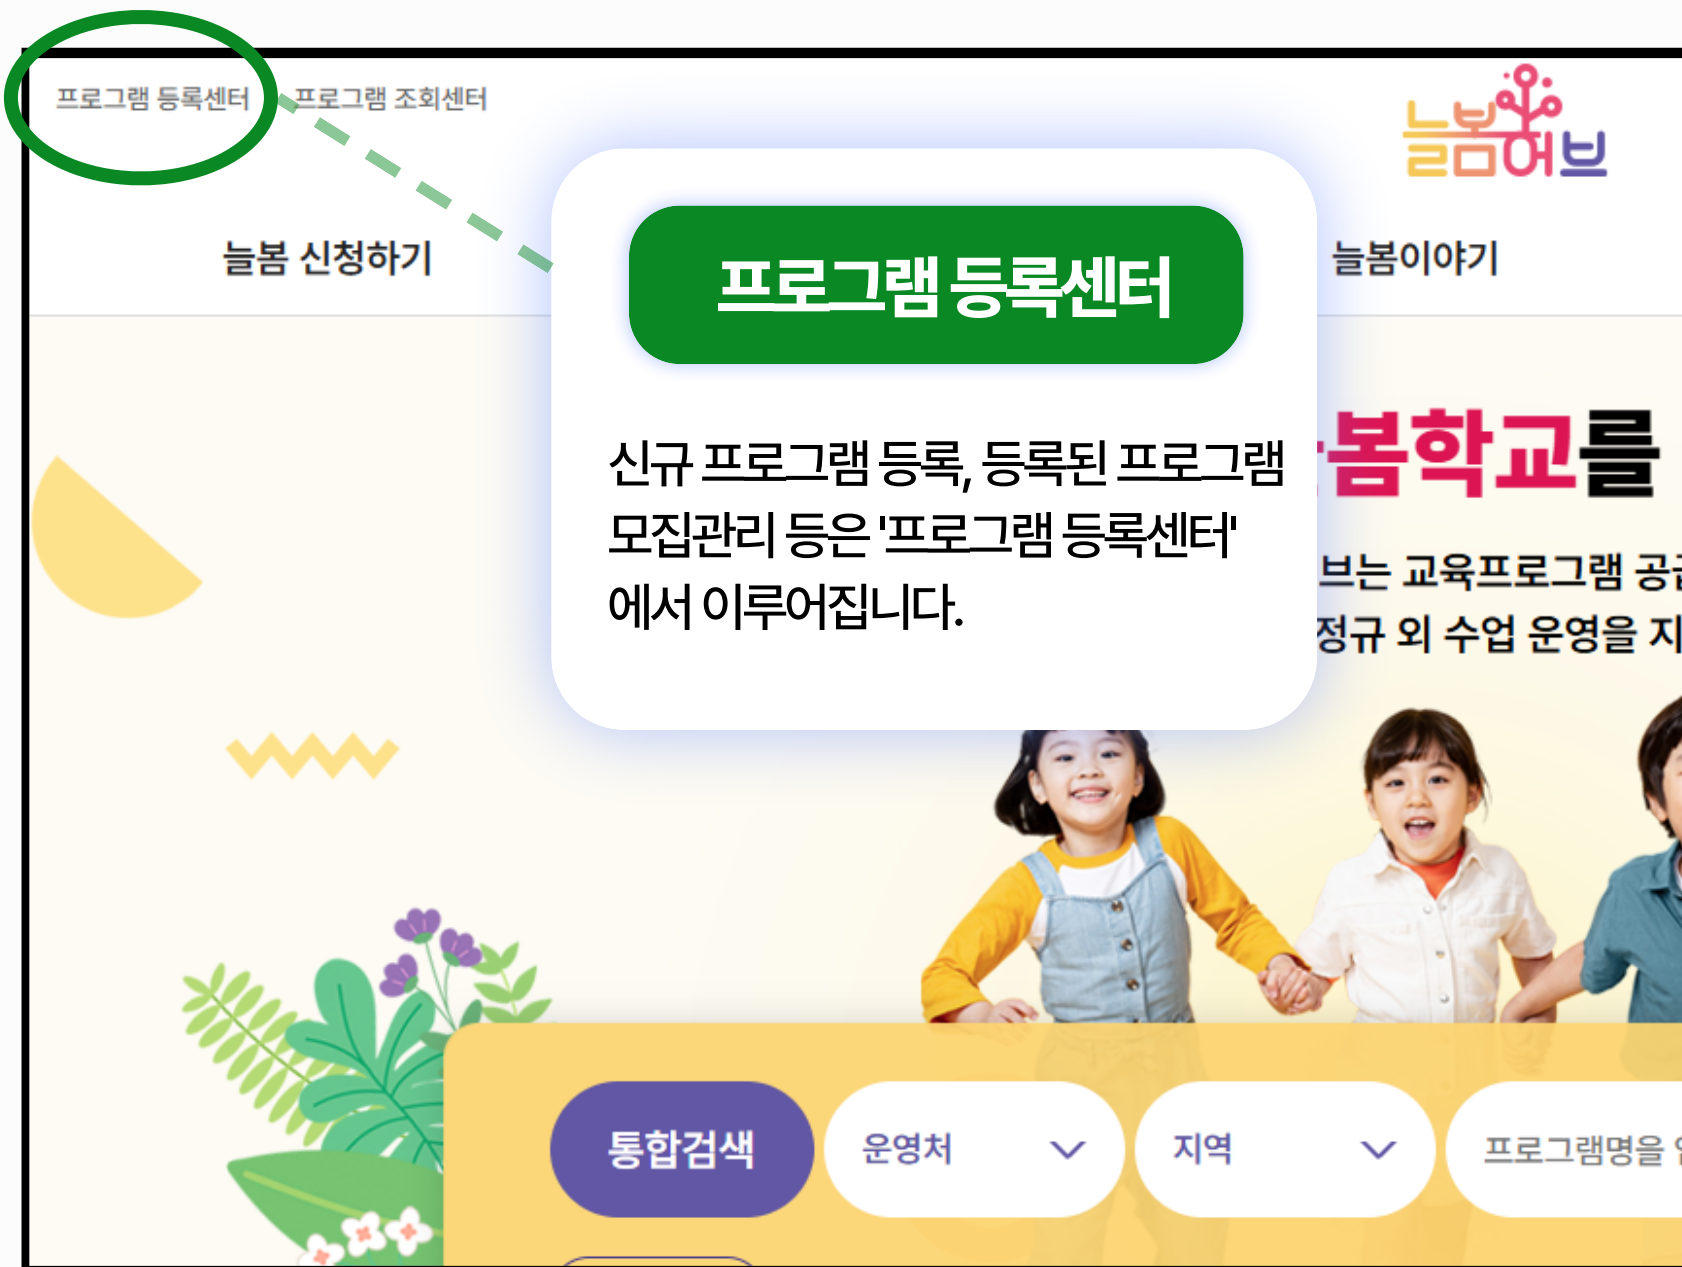 프로그램 등록센터
프로그램 조회센터
늘봄허브
늘봄 신청하기
늘봄이야기
프로그램 등록센터
신규 프로그램 등록, 등록된 프로그램
모집관리 등은 '프로그램 등록센터'
에서 이루어집니다.
봄학교를
브는 교육프로그램
정규 외 수업 운영을
통합검색
운영처
지역
프로그램명을